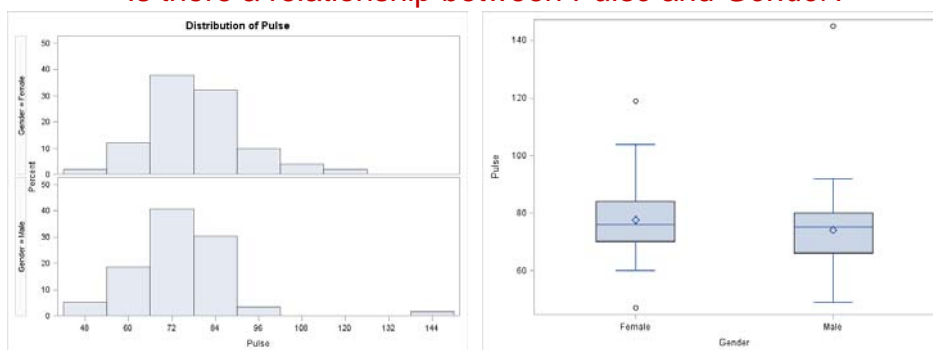 Is there a relationship between Pulse and Gender?
Distribution of Pulse
Gender = Female
50
40
30
20
10
0
Percent
Gender = Male
50
40
30
20
10
0
48 60 72 84 96 108 120 132 144
Pulse
140
120
100
80
60
Pulse
Female Male
Gender